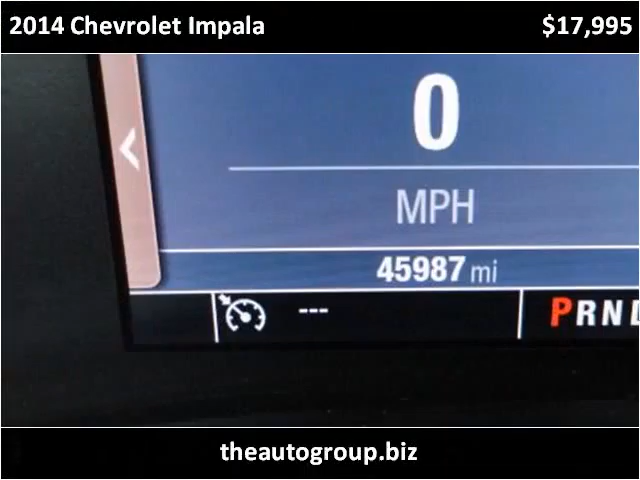 2014 Chevrolet Impala $17,995
0
MPH
45987 mi
--- PRND
theautogroup.biz